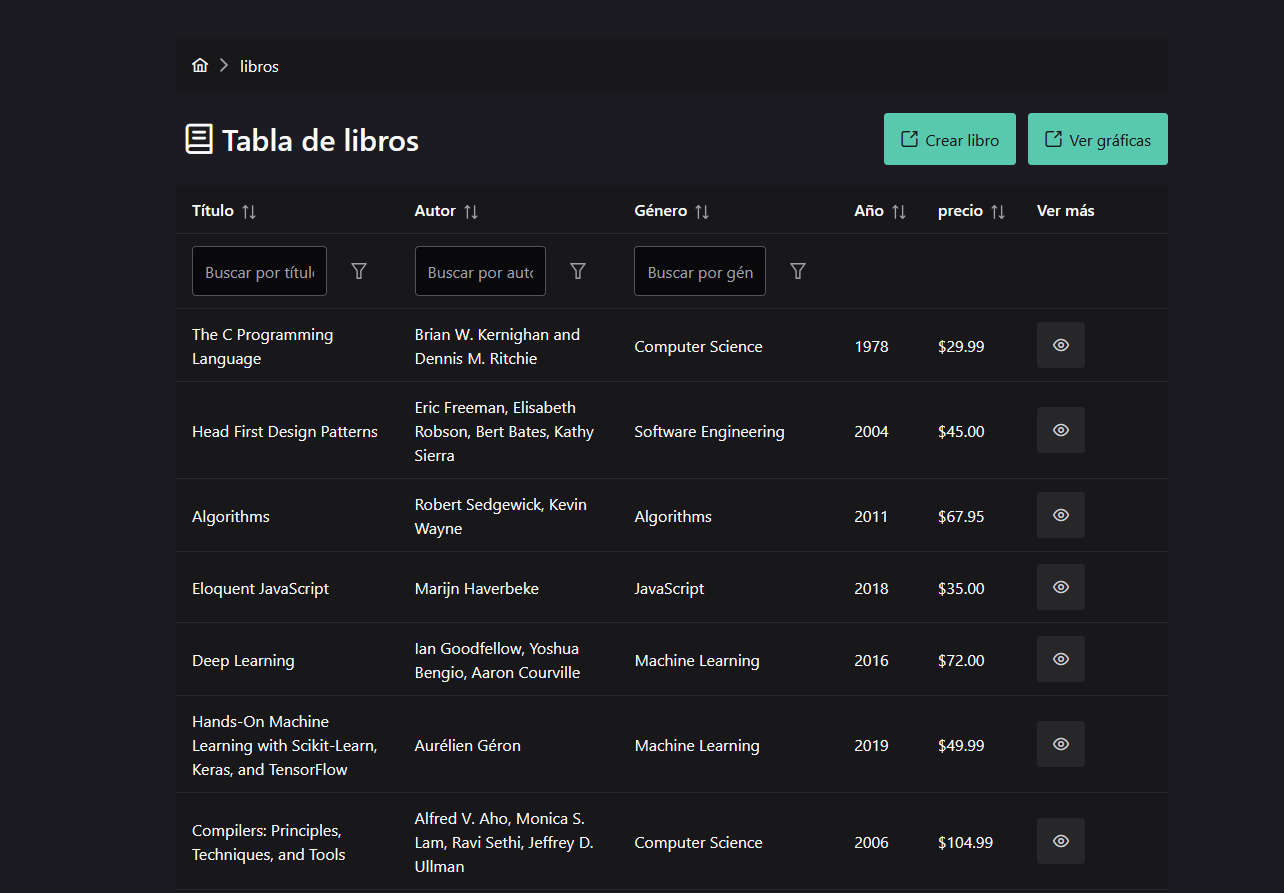 libros
Tabla de libros
Crear libro
Ver gráficas
Título Autor Género Año precio Ver más
Buscar por título Buscar por auto Buscar por gén
The C Programming
Language
Brian W. Kernighan and
Dennis M. Ritchie
Computer Science
1978
$29.99
Head First Design Patterns
Eric Freeman, Elisabeth
Robson, Bert Bates, Kathy
Sierra
Software Engineering
2004
$45.00
Algorithms
Robert Sedgewick, Kevin
Wayne
Algorithms
2011
$67.95
Eloquent JavaScript
Marijn Haverbeke
JavaScript
2018
$35.00
Deep Learning
Ian Goodfellow, Yoshua
Bengio, Aaron Courville
Machine Learning
2016
$72.00
Hands-On Machine
Learning with Scikit-Learn,
Keras, and TensorFlow
Aurélien Géron
Machine Learning
2019
$49.99
Compilers: Principles,
Techniques, and Tools
Alfred V. Aho, Monica S.
Lam, Ravi Sethi, Jeffrey D.
Ullman
Computer Science
2006
$104.99